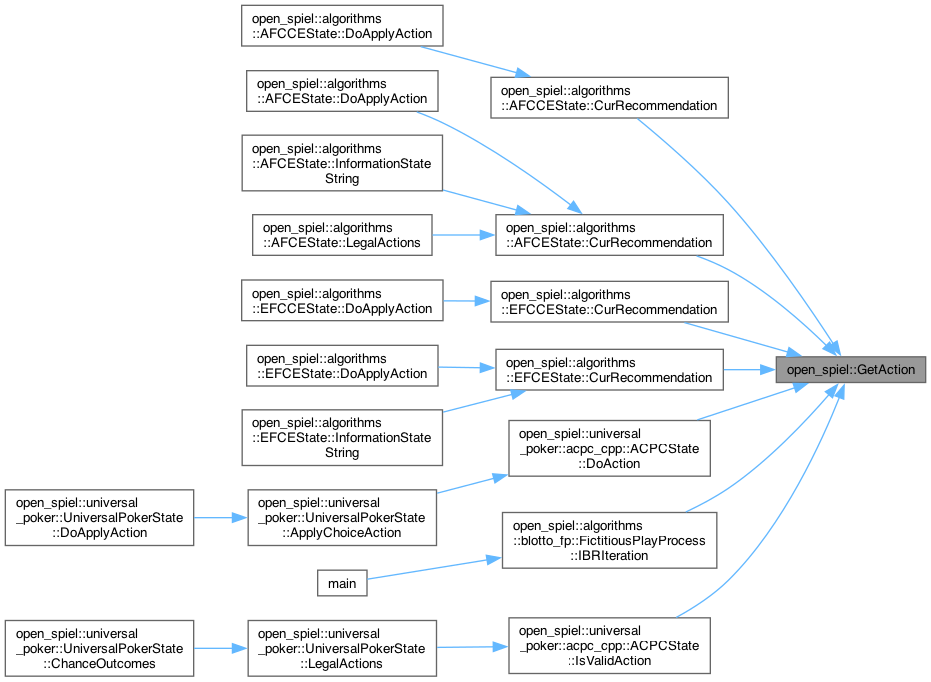 open_spiel::algorithms
::AFCCEState::DoApplyAction
open_spiel::algorithms
::AFCEState::DoApplyAction
open_spiel::algorithms
::AFCCEState::CurRecommendation
open_spiel::algorithms
::AFCEState::InformationState
String
open_spiel::algorithms
::AFCEState::LegalActions
open_spiel::algorithms
::AFCEState::CurRecommendation
open_spiel::algorithms
::EFCCEState::DoApplyAction
open_spiel::algorithms
::EFCCEState::CurRecommendation
open_spiel::algorithms
::EFCEState::DoApplyAction
open_spiel::algorithms
::EFCEState::CurRecommendation
open_spiel::GetAction
open_spiel::algorithms
::EFCEState::InformationState
String
open_spiel::universal
_poker::acpc_cpp::ACPCState
::DoAction
open_spiel::universal
_poker::UniversalPokerState
::DoApplyAction
open_spiel::universal
_poker::UniversalPokerState
::ApplyChoiceAction
open_spiel::algorithms
::blotto_fp::FictitiousPlayProcess
::IBRIteration
main
open_spiel::universal
_poker::UniversalPokerState
::ChanceOutcomes
open_spiel::universal
_poker::UniversalPokerState
::LegalActions
open_spiel::universal
_poker::acpc_cpp::ACPCState
::IsValidAction